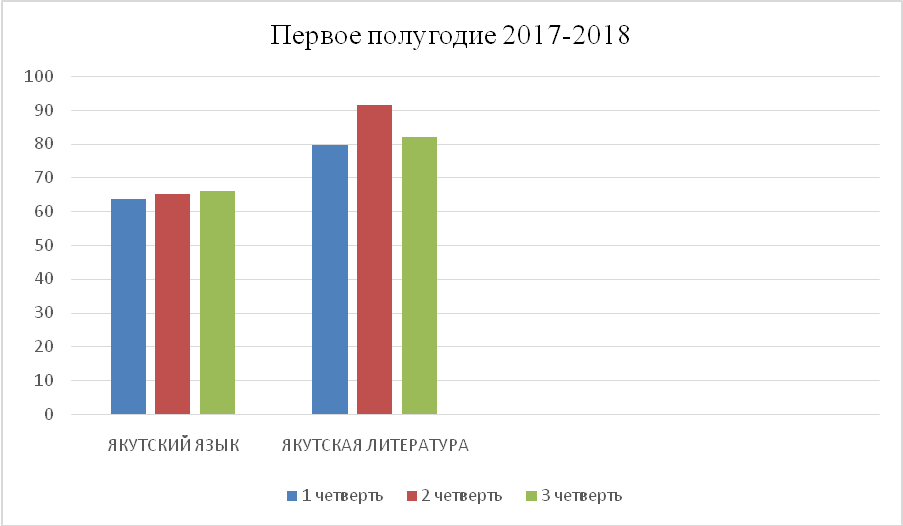 Первое полугодие 2017-2018
100
90
80
70
60
50
40
30
20
10
0
ЯКУТСКИЙ ЯЗЫК
ЯКУТСКАЯ ЛИТЕРАТУРА
1 четверть 2 четверть 3 четверть